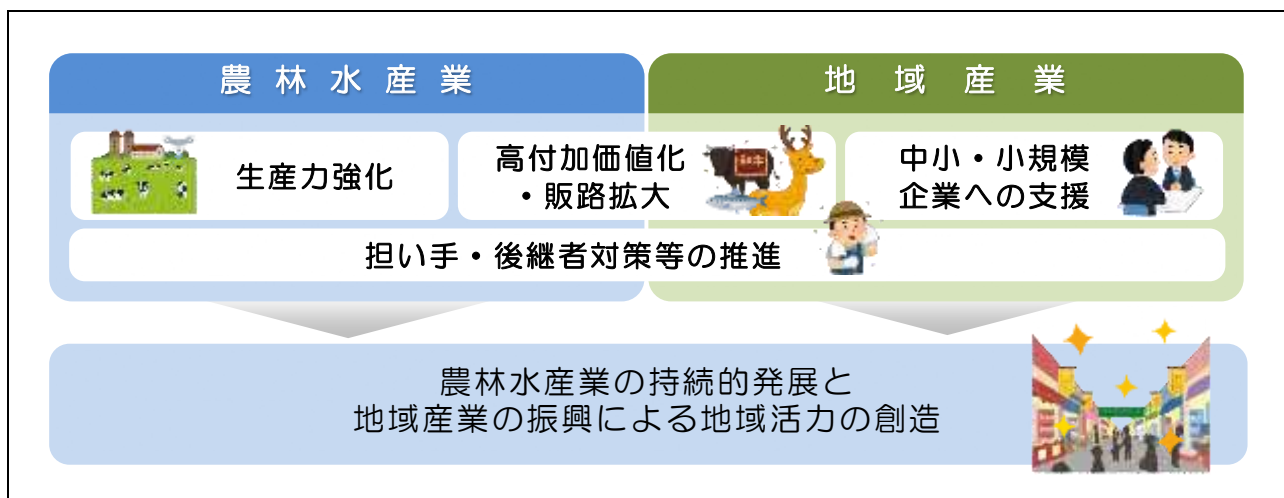 農林水産業
地域産業
生産力強化
高付加価値化
・販路拡大
和牛
中小・小規模
企業への支援
担い手・後継者対策等の推進
農林水産業の持続的発展と
地域産業の振興による地域活力の創造